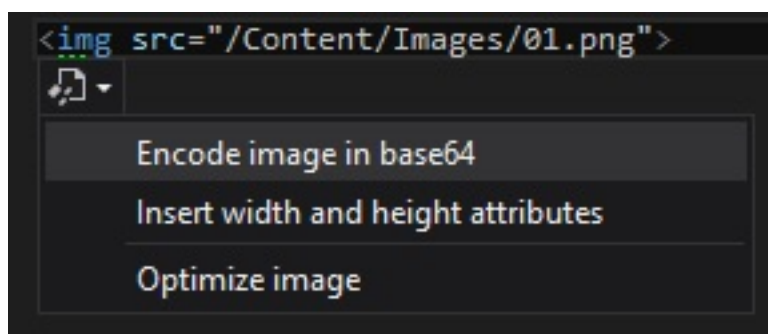 <img src="/Content/Images/01.png">
Encode image in base64
Insert width and height attributes
Optimize image